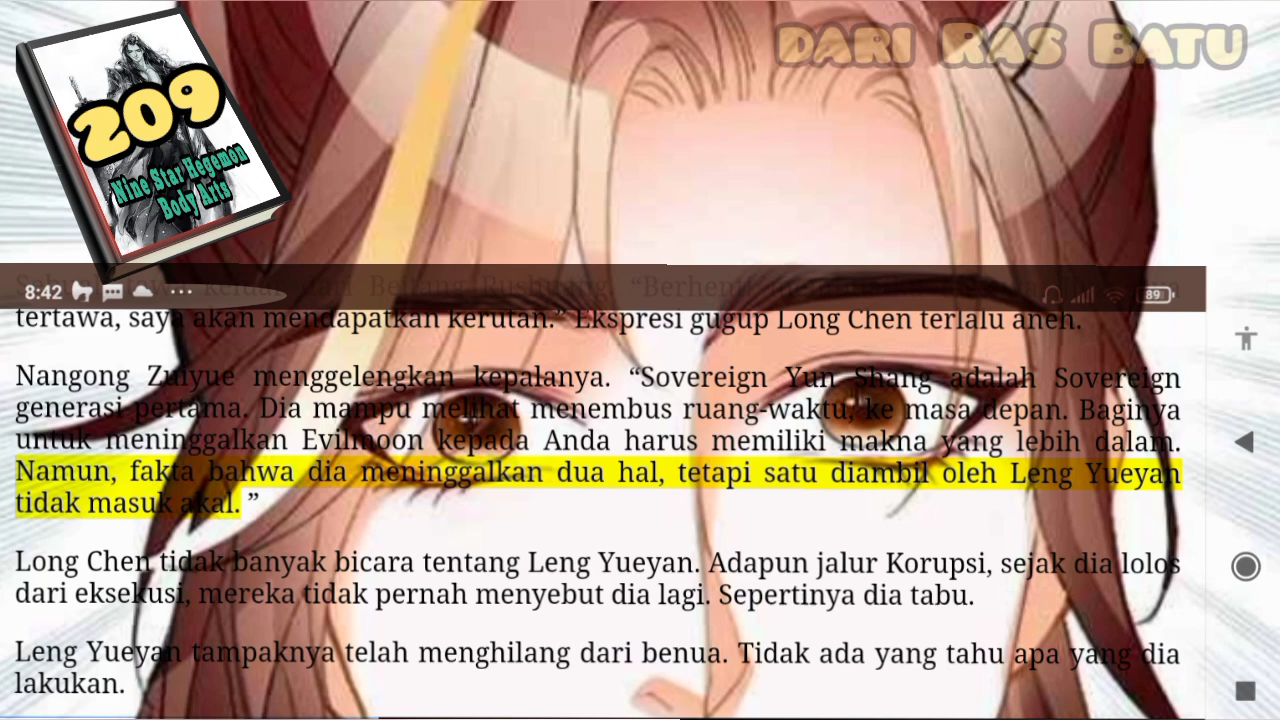 DARI RAS BATU
209
Nine Star Hegemon
Body Arts
8:42
89
tertawa, saya akan mendapatkan kerutan.” Ekspresi gugup Long Chen terlalu aneh.
Nangong Zuiyue menggelengkan kepalanya. “Sovereign Yun Shang adalah Sovereign
generasi pertama. Dia mampu melihat menembus ruang-waktu, ke masa depan. Baginya
untuk meninggalkan Evilmoon kepada Anda harus memiliki makna yang lebih dalam.
Namun, fakta bahwa dia meninggalkan dua hal, tetapi satu diambil oleh Leng Yueyan
tidak masuk akal. ”
Long Chen tidak banyak bicara tentang Leng Yueyan. Adapun jalur Korupsi, sejak dia lolos
dari eksekusi, mereka tidak pernah menyebut dia lagi. Sepertinya dia tabu.
Leng Yueyan tampaknya telah menghilang dari benua. Tidak ada yang tahu apa yang dia
lakukan.